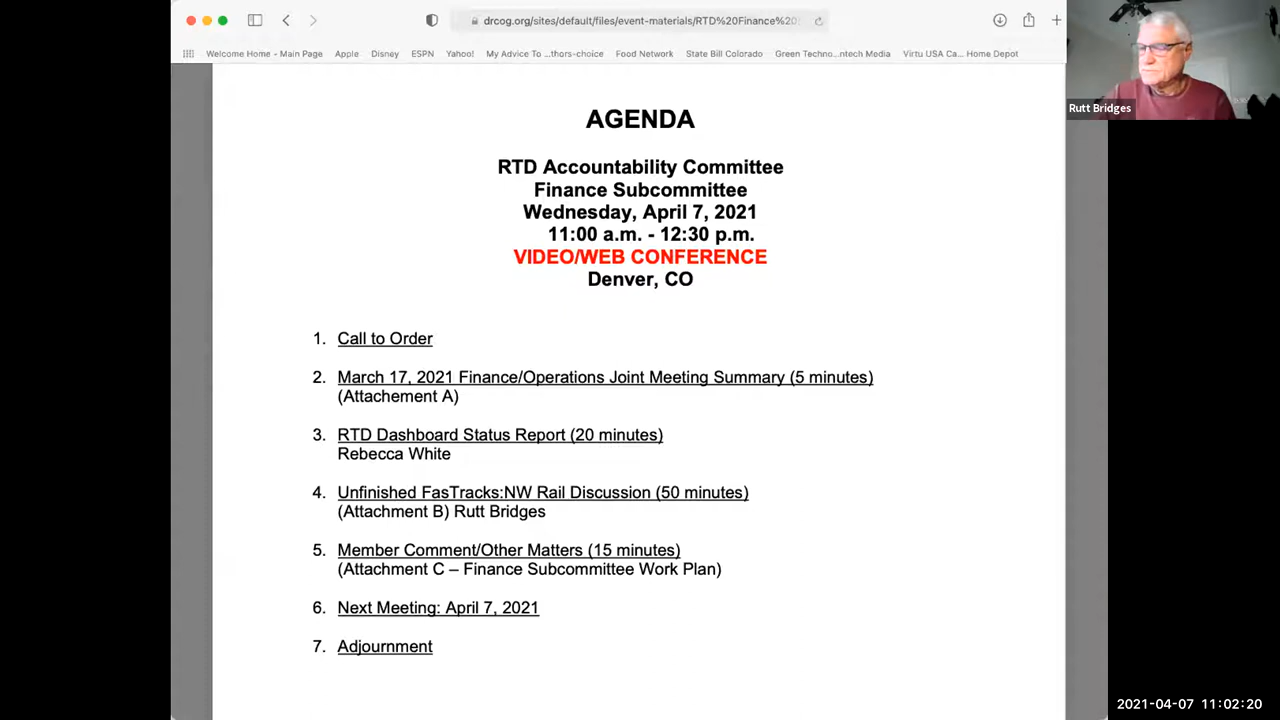 drcog.org/sites/default/files/event-materials/RTD%20Finance%20
Welcome Home - Main Page Apple Disney ESPN Yahoo! My Advice To ...thors-choice Food Network State Bill Colorado Green Techno...ntech Media Virtu USA Ca... Home Depot
Rutt Bridges
AGENDA
RTD Accountability Committee
Finance Subcommittee
Wednesday, April 7, 2021
11:00 a.m. - 12:30 p.m.
VIDEO/WEB CONFERENCE
Denver, CO
1. Call to Order
2. March 17, 2021 Finance/Operations Joint Meeting Summary (5 minutes)
(Attachement A)
3. RTD Dashboard Status Report (20 minutes)
Rebecca White
4. Unfinished FasTracks:NW Rail Discussion (50 minutes)
(Attachment B) Rutt Bridges
5. Member Comment/Other Matters (15 minutes)
(Attachment C – Finance Subcommittee Work Plan)
6. Next Meeting: April 7, 2021
7. Adjournment
2021-04-07 11:02:20